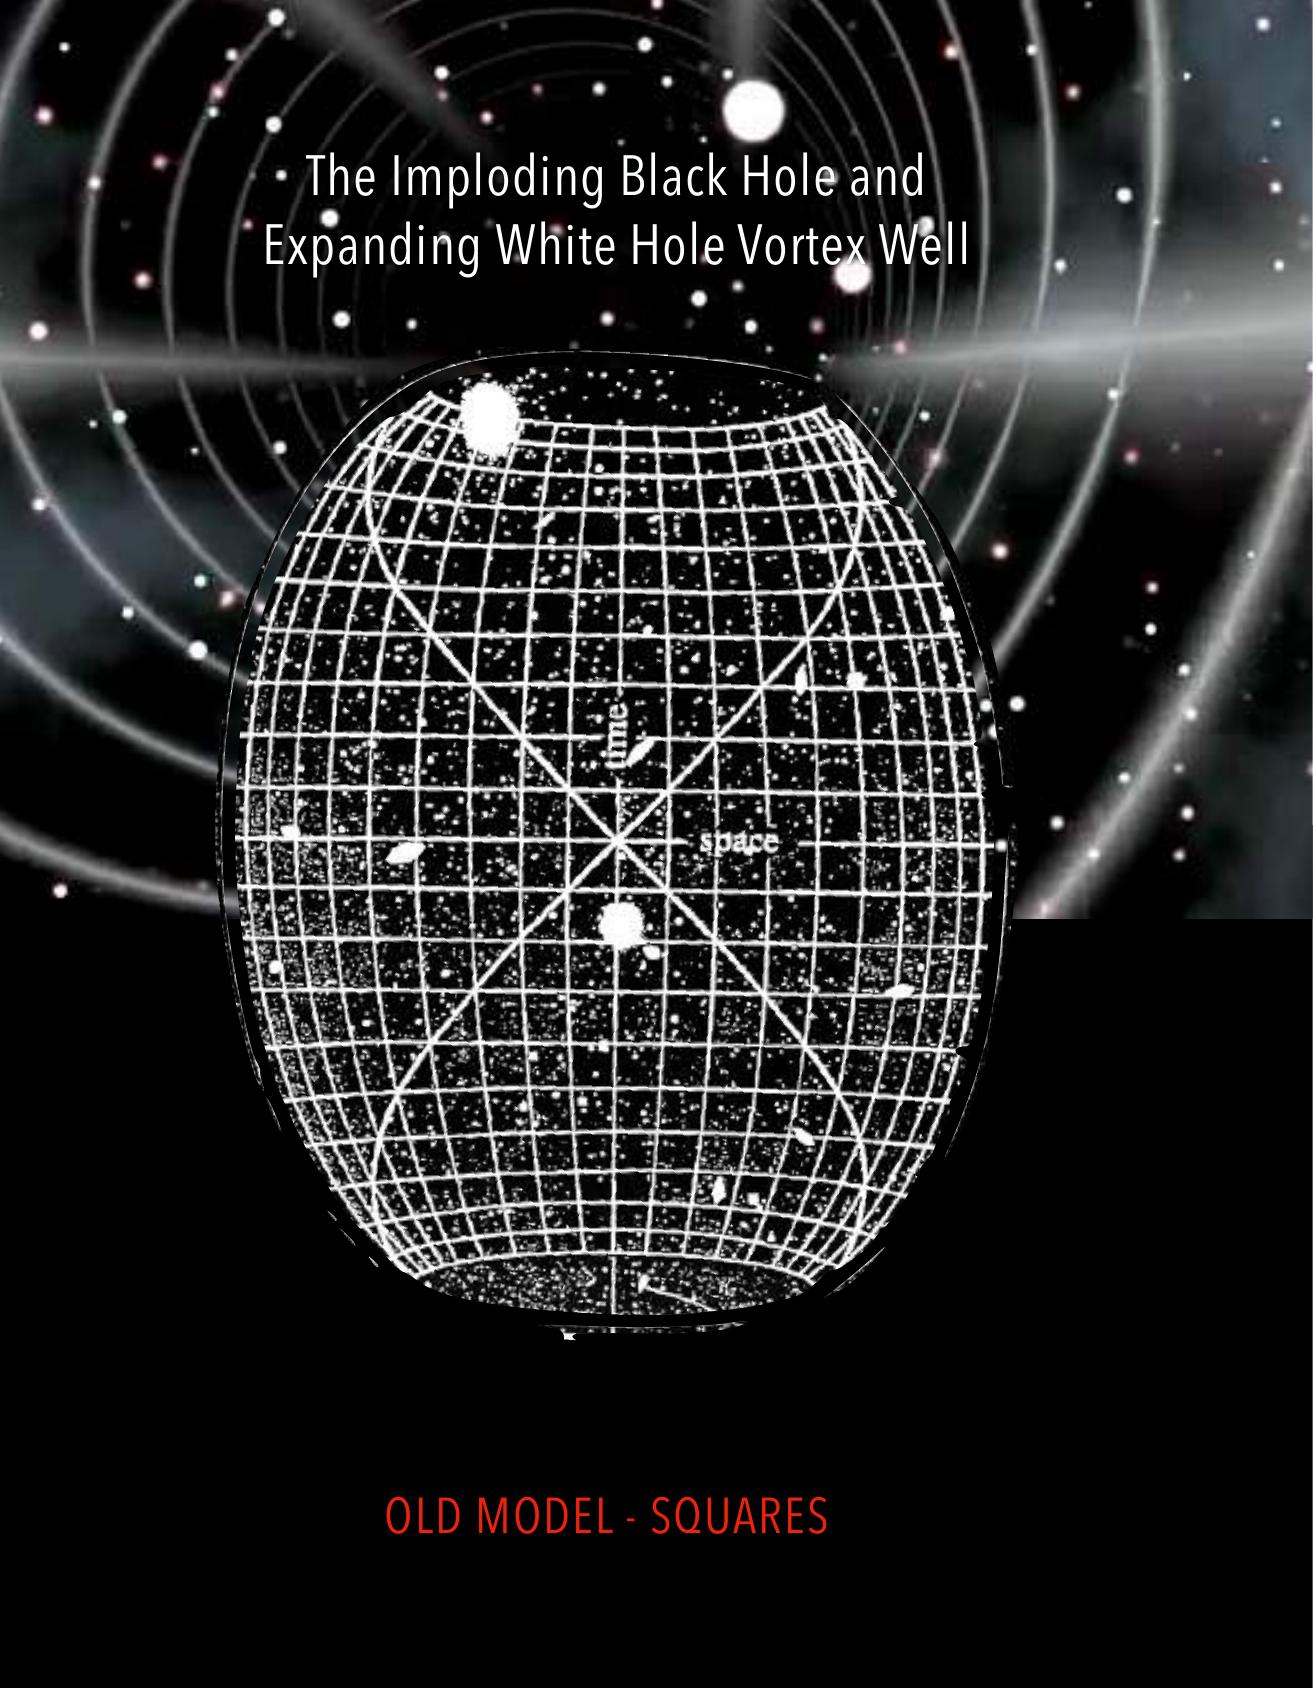 The Imploding Black Hole and
Expanding White Hole Vortex Well
time
space
OLD MODEL - SQUARES